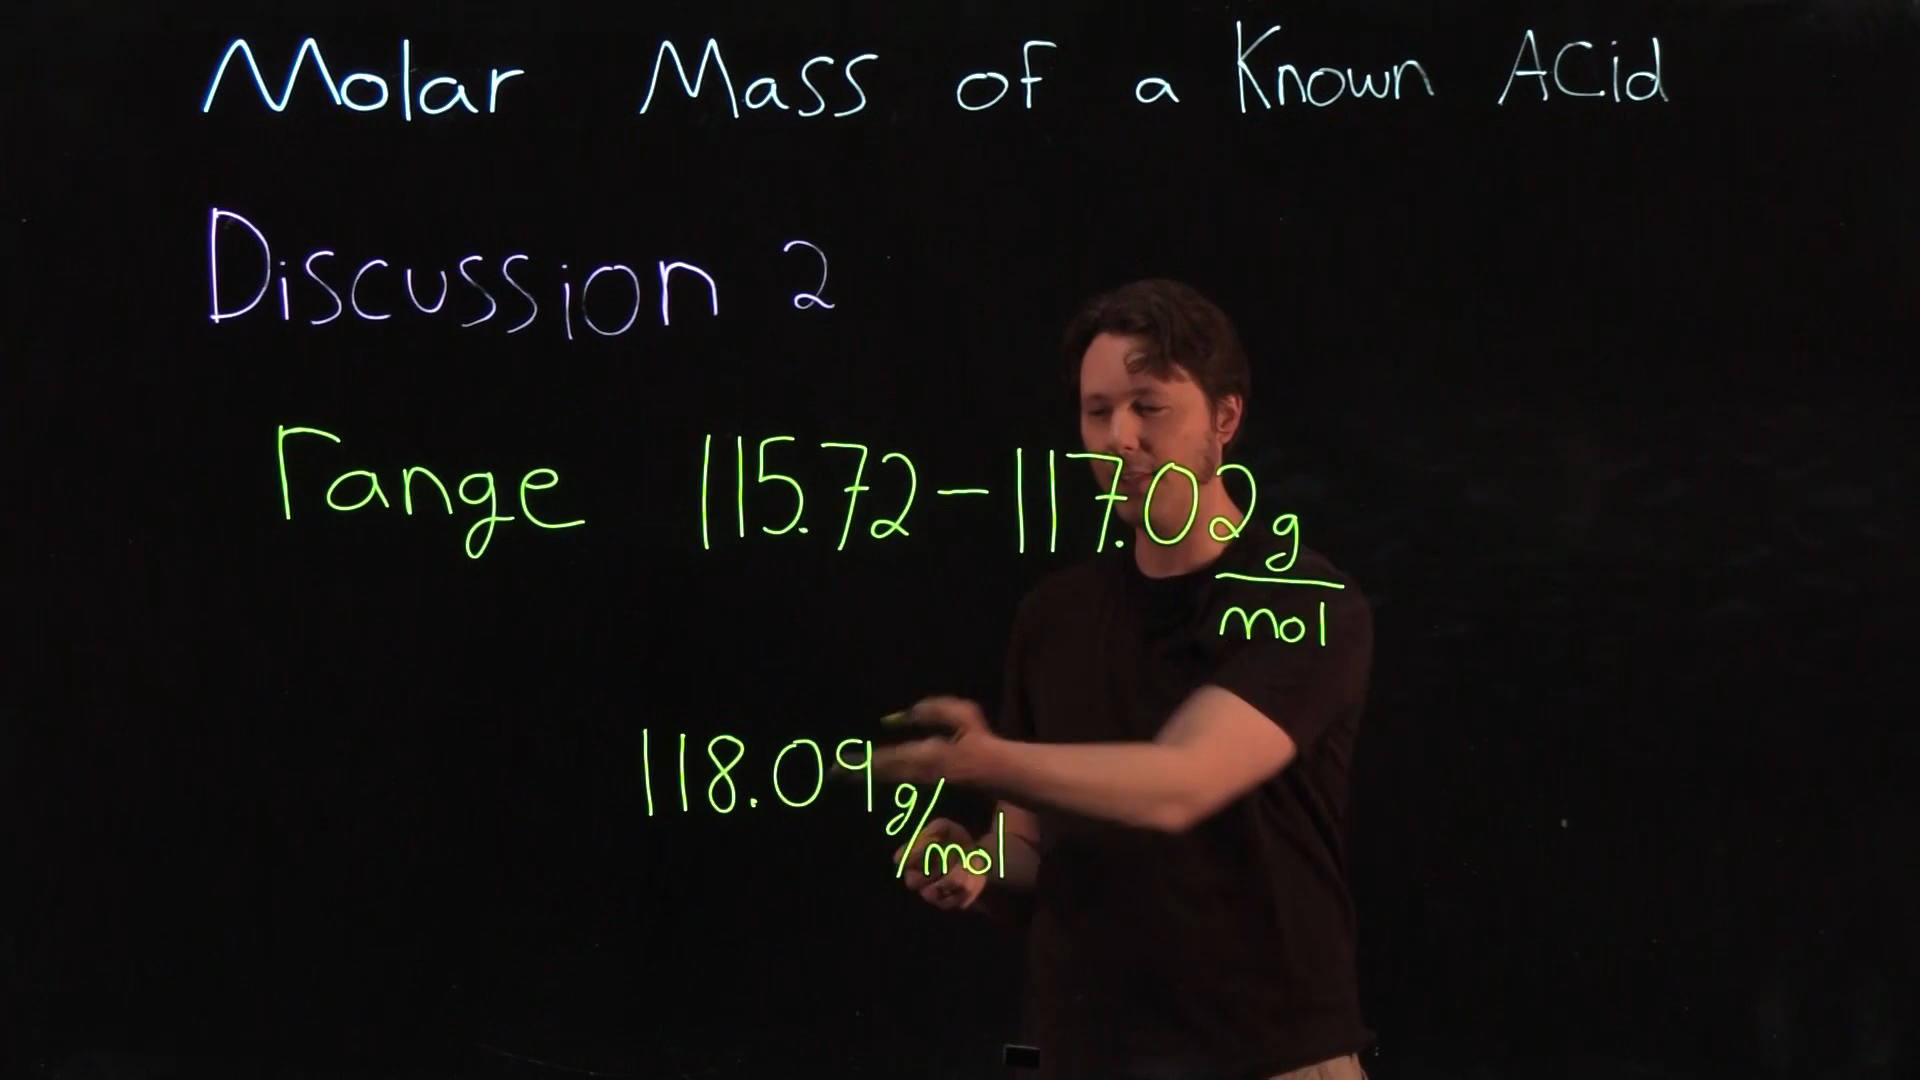 Molar Mass of a Known Acid
Discussion 2
range 115.72-117.02 g/mol
118.09 g/mol